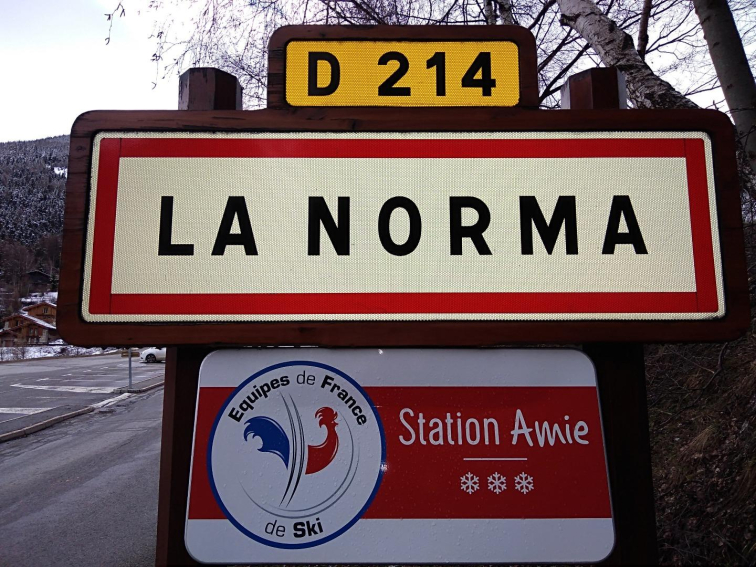 D 214
LA NORMA
Equipes de France
de Ski
Station Amie